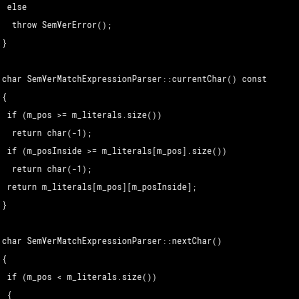 else
throw SemVerError();
}
char SemVerMatchExpressionParser::currentChar() const
{
if (m_pos >= m_literals.size())
return char(-1);
if (m_posInside >= m_literals[m_pos].size())
return char(-1);
return m_literals[m_pos][m_posInside];
}
char SemVerMatchExpressionParser::nextChar()
{
if (m_pos < m_literals.size())
{